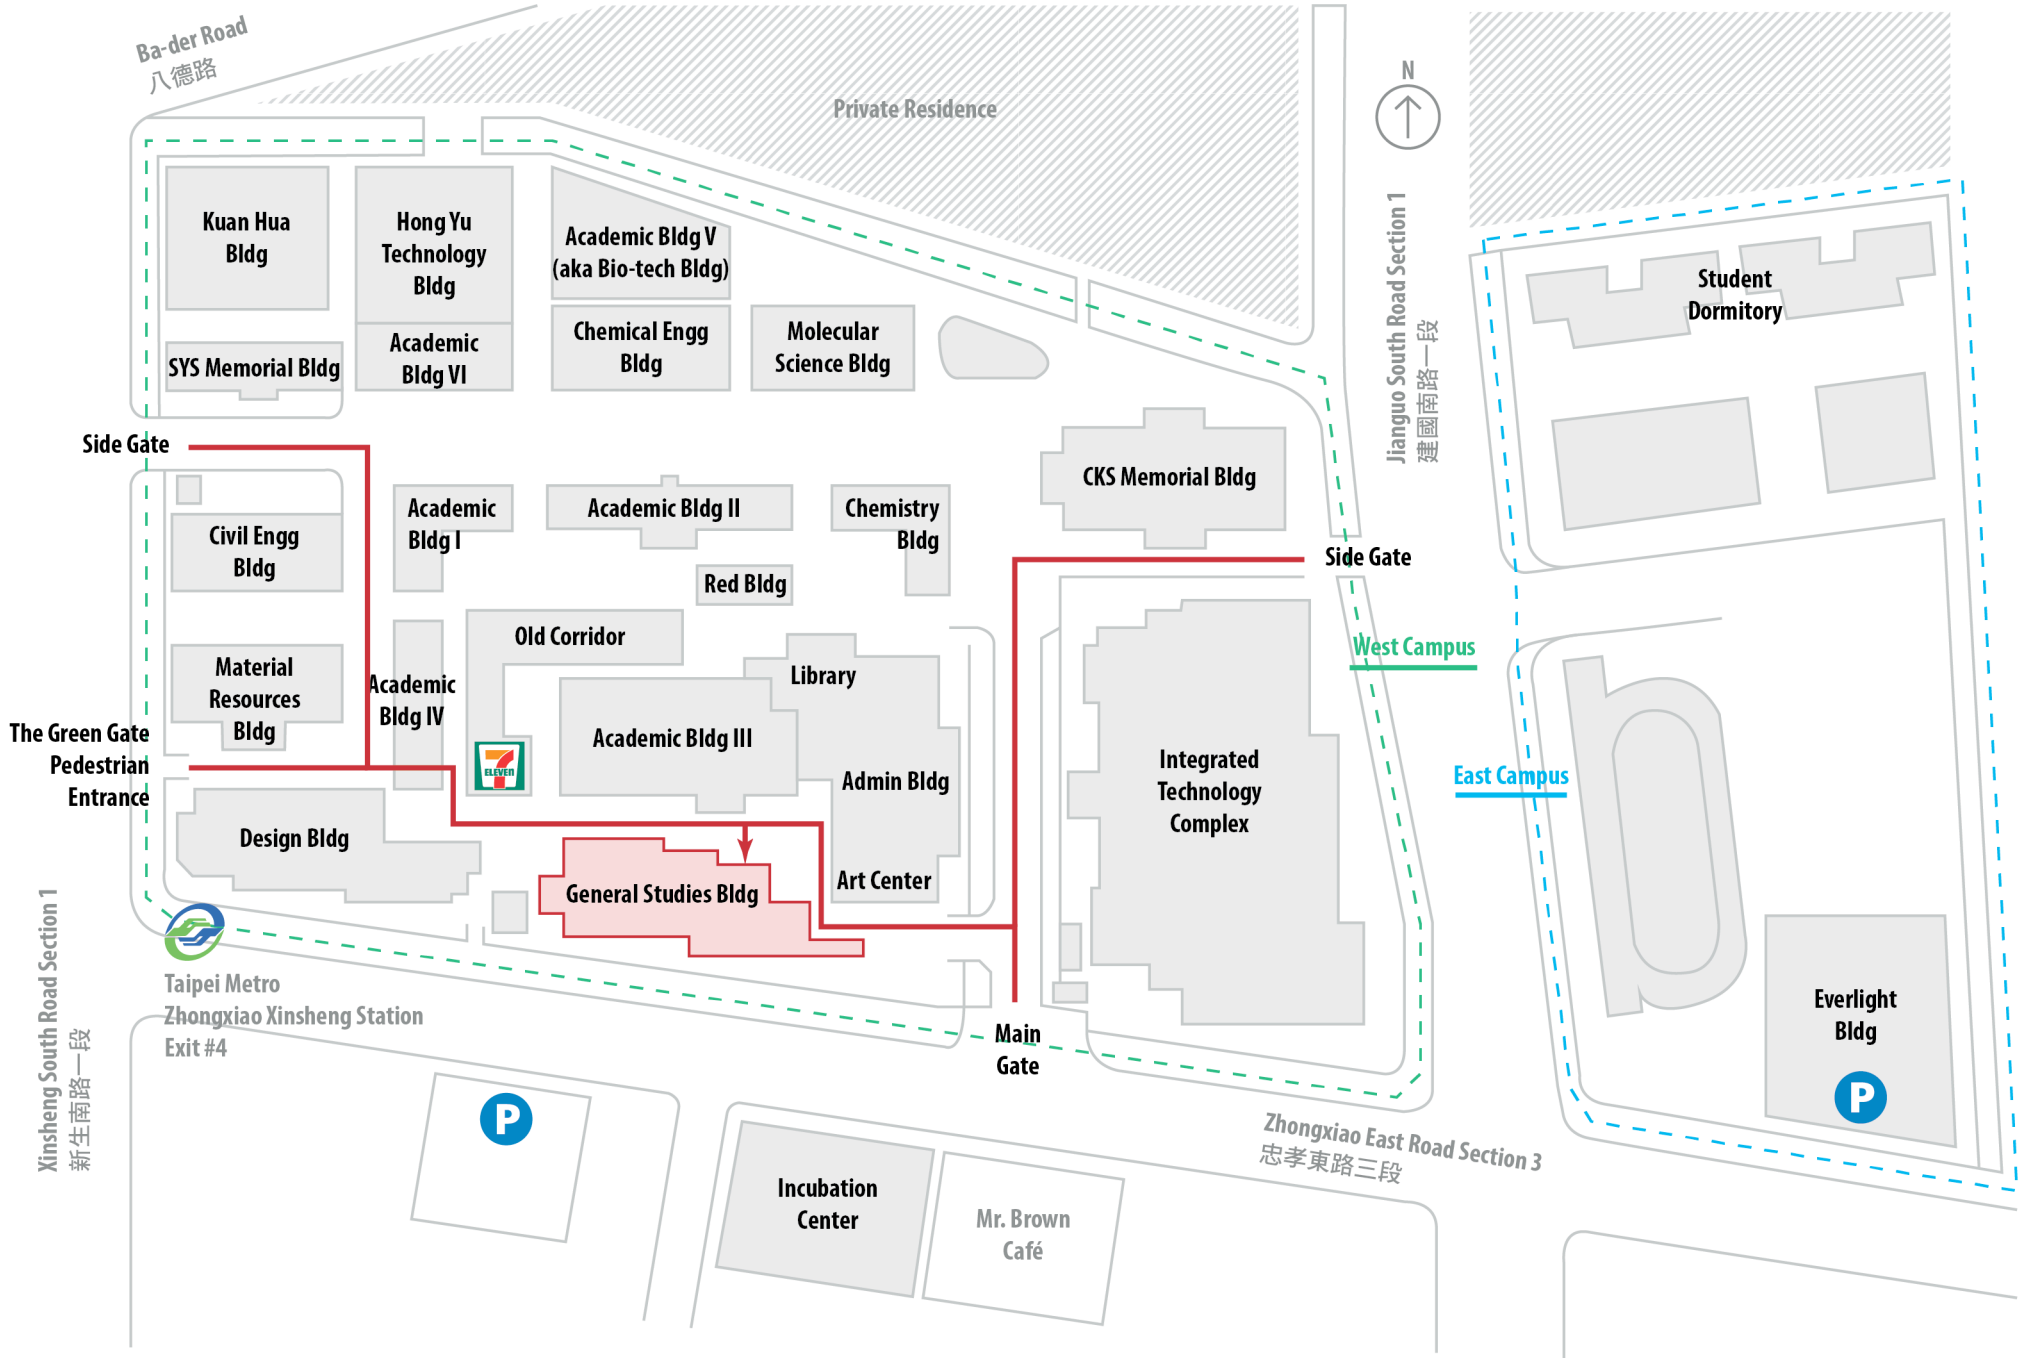 Ba-der Road
八德路
Private Residence
N
Jianguo South Road Section 1
建國南路一段
Kuan Hua
Bldg
Hong Yu
Technology
Bldg
Academic Bldg V
(aka Bio-tech Bldg)
Student
Dormitory
SYS Memorial Bldg
Academic
Bldg VI
Chemical Engg
Bldg
Molecular
Science Bldg
Side Gate
CKS Memorial Bldg
Civil Engg
Bldg
Academic
Bldg I
Academic Bldg II
Chemistry
Bldg
Side Gate
Red Bldg
Old Corridor
Library
West Campus
Material
Resources
Bldg
Academic
Bldg IV
The Green Gate
Pedestrian
Entrance
7
ELEVEN
Academic Bldg III
Admin Bldg
Integrated
Technology
Complex
East Campus
Design Bldg
General Studies Bldg
Art Center
Xinsheng South Road Section 1
新生南路一段
Taipei Metro
Zhongxiao Xinsheng Station
Exit #4
Main
Gate
Everlight
Bldg
P
P
Zhongxiao East Road Section 3
忠孝東路三段
Incubation
Center
Mr. Brown
Café